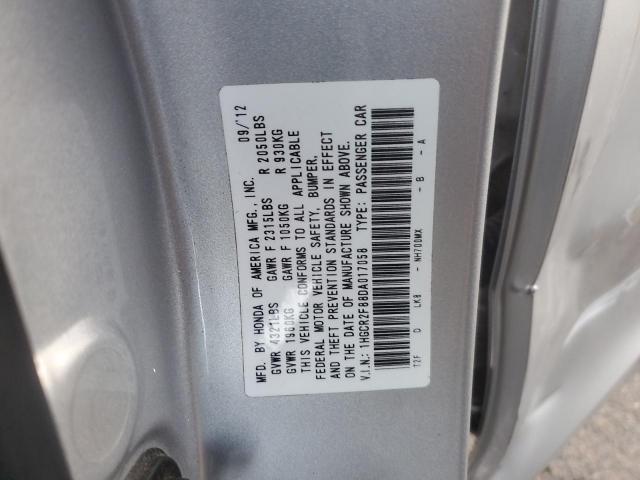 MFD. BY HONDA OF AMERICA MFG., INC. 09/12
GVWR 4321LBS GAWR F 2315LBS R 2050LBS
GVWR 1960KG GAWR F 1050KG R 930KG
THIS VEHICLE CONFORMS TO ALL APPLICABLE
FEDERAL MOTOR VEHICLE SAFETY, BUMPER,
AND THEFT PREVENTION STANDARDS IN EFFECT
ON THE DATE OF MANUFACTURE SHOWN ABOVE.
V.I.N.: 1HGCR2F88DA017058 TYPE: PASSENGER CAR
T2F D LK8 - NH700MX - B - A